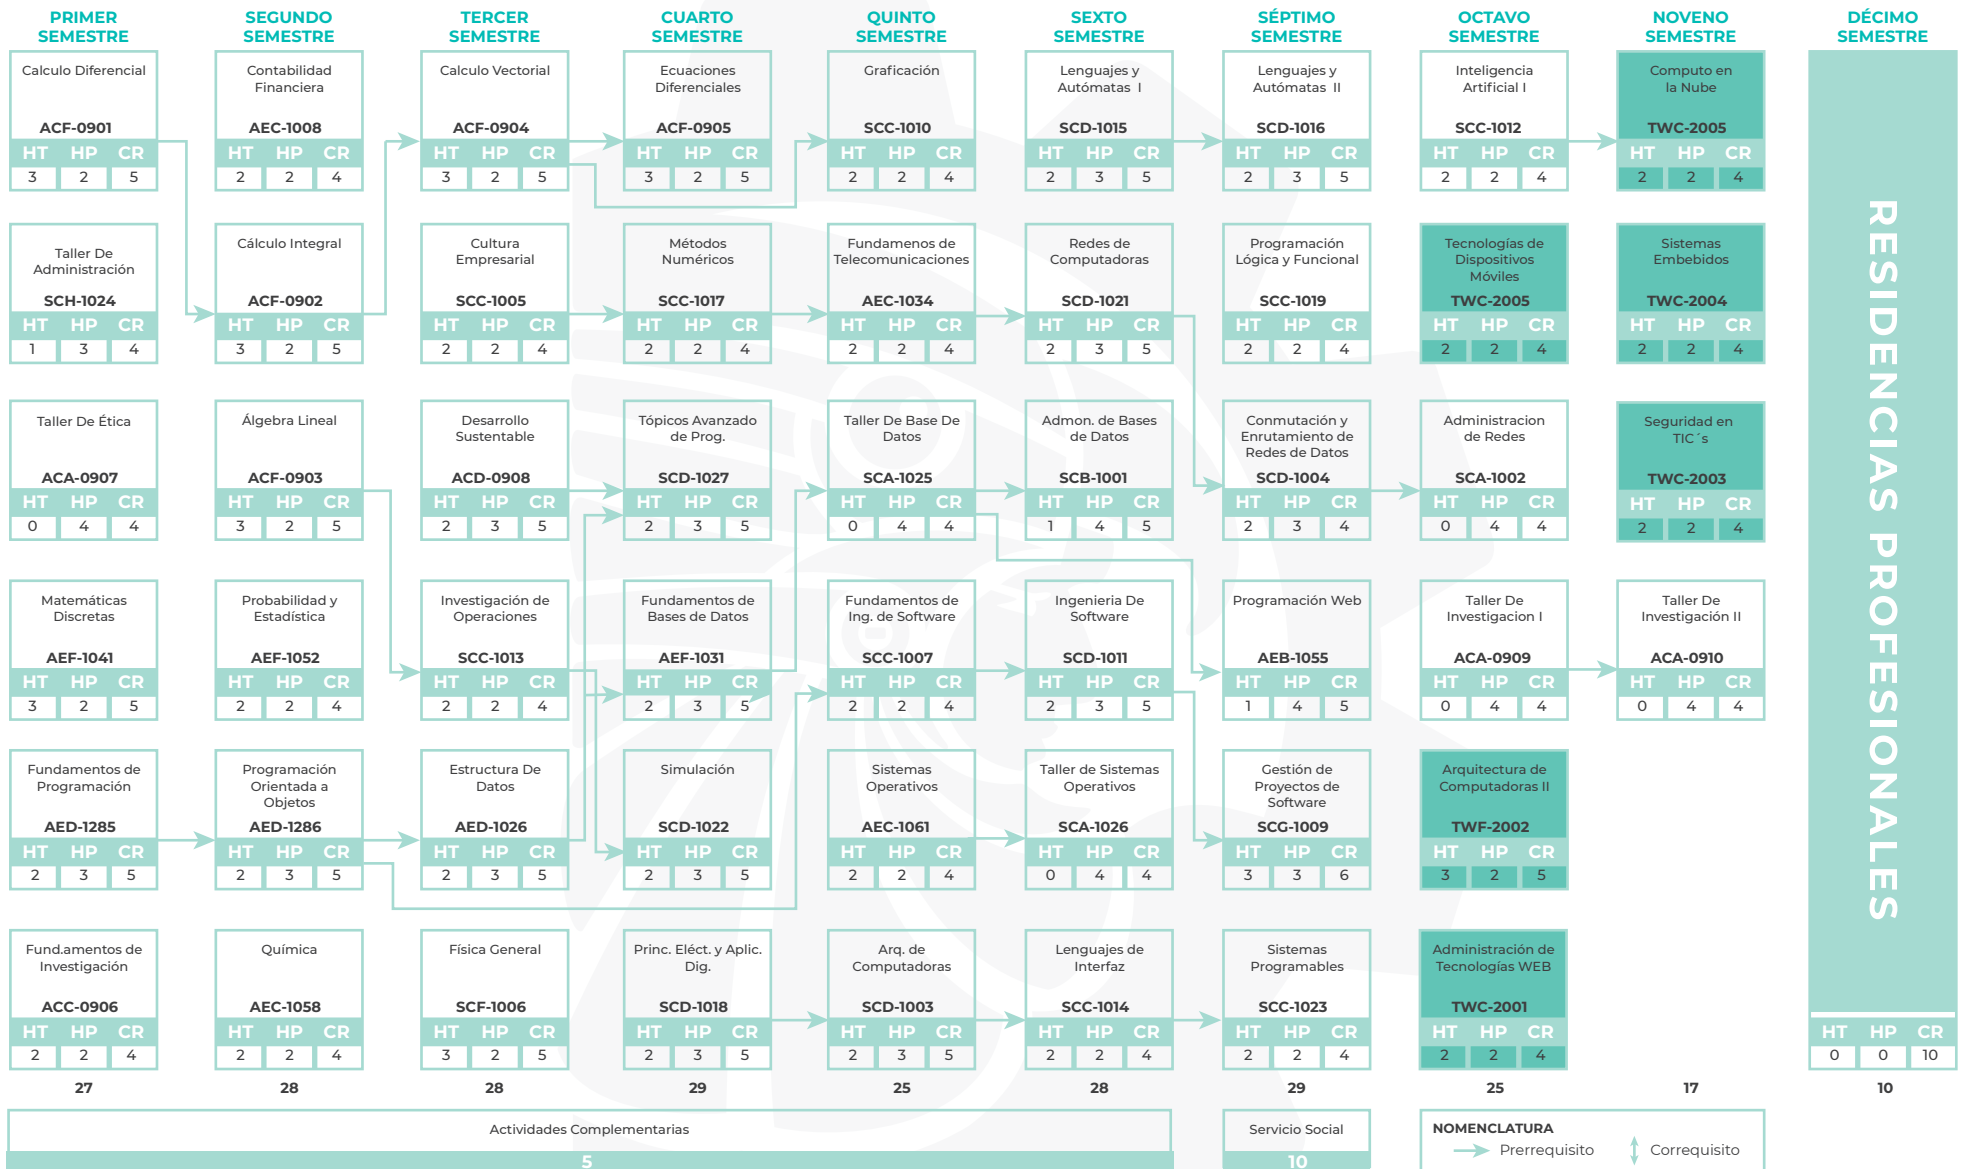 PRIMER SEMESTRE
SEGUNDO SEMESTRE
TERCER SEMESTRE
CUARTO SEMESTRE
QUINTO SEMESTRE
SEXTO SEMESTRE
SÉPTIMO SEMESTRE
OCTAVO SEMESTRE
NOVENO SEMESTRE
DÉCIMO SEMESTRE
Calculo Diferencial
ACF-0901
HT HP CR
3 2 5
Contabilidad
Financiera
AEC-1008
HT HP CR
2 2 4
Calculo Vectorial
ACF-0904
HT HP CR
3 2 5
Ecuaciones
Diferenciales
ACF-0905
HT HP CR
3 2 5
Graficación
SCC-1010
HT HP CR
2 2 4
Lenguajes y
Autómatas I
SCD-1015
HT HP CR
2 3 5
Lenguajes y
Autómatas II
SCD-1016
HT HP CR
2 3 5
Inteligencia
Artificial I
SCC-1012
HT HP CR
2 2 4
Computo en
la Nube
TWC-2005
HT HP CR
2 2 4
Taller De
Administración
SCH-1024
HT HP CR
1 3 4
Cálculo Integral
ACF-0902
HT HP CR
3 2 5
Cultura
Empresarial
SCC-1005
HT HP CR
2 2 4
Métodos
Numéricos
SCC-1017
HT HP CR
2 2 4
Fundamenos de
Telecomunicaciones
AEC-1034
HT HP CR
2 2 4
Redes de
Computadoras
SCD-1021
HT HP CR
2 3 5
Programación
Lógica y Funcional
SCC-1019
HT HP CR
2 2 4
Tecnologías de
Dispositivos
Móviles
TWC-2005
HT HP CR
2 2 4
Sistemas
Embebidos
TWC-2004
HT HP CR
2 2 4
Taller De Ética
ACA-0907
HT HP CR
0 4 4
Álgebra Lineal
ACF-0903
HT HP CR
3 2 5
Desarrollo
Sustentable
ACD-0908
HT HP CR
2 3 5
Tópicos Avanzado
de Prog.
SCD-1027
HT HP CR
2 3 5
Taller De Base De
Datos
SCA-1025
HT HP CR
0 4 4
Admon. de Bases
de Datos
SCB-1001
HT HP CR
1 4 5
Conmutación y
Enrutamiento de
Redes de Datos
SCD-1004
HT HP CR
2 3 4
Administracion
de Redes
SCA-1002
HT HP CR
0 4 4
Seguridad en
TIC´s
TWC-2003
HT HP CR
2 2 4
Matemáticas
Discretas
AEF-1041
HT HP CR
3 2 5
Probabilidad y
Estadística
AEF-1052
HT HP CR
2 2 4
Investigación de
Operaciones
SCC-1013
HT HP CR
2 2 4
Fundamentos de
Bases de Datos
AEF-1031
HT HP CR
2 3 5
Fundamentos de
Ing. de Software
SCC-1007
HT HP CR
2 2 4
Ingenieria De
Software
SCD-1011
HT HP CR
2 3 5
Programación Web
AEB-1055
HT HP CR
1 4 5
Taller De
Investigacion I
ACA-0909
HT HP CR
0 4 4
Taller De
Investigación II
ACA-0910
HT HP CR
0 4 4
Fundamentos de
Programación
AED-1285
HT HP CR
2 3 5
Programación
Orientada a
Objetos
AED-1286
HT HP CR
2 3 5
Estructura De
Datos
AED-1026
HT HP CR
2 3 5
Simulación
SCD-1022
HT HP CR
2 3 5
Sistemas
Operativos
AEC-1061
HT HP CR
2 2 4
Taller de Sistemas
Operativos
SCA-1026
HT HP CR
0 4 4
Gestión de
Proyectos de
Software
SCG-1009
HT HP CR
3 3 6
Arquitectura de
Computadoras II
TWF-2002
HT HP CR
3 2 5
Fund.amentos de
Investigación
ACC-0906
HT HP CR
2 2 4
Química
AEC-1058
HT HP CR
2 2 4
Física General
SCF-1006
HT HP CR
3 2 5
Princ. Eléct. y Aplic.
Dig.
SCD-1018
HT HP CR
2 3 5
Arq. de
Computadoras
SCD-1003
HT HP CR
2 3 5
Lenguajes de
Interfaz
SCC-1014
HT HP CR
2 2 4
Sistemas
Programables
SCC-1023
HT HP CR
2 2 4
Administración de
Tecnologías WEB
TWC-2001
HT HP CR
2 2 4
RESIDENCIAS PROFESIONALES
HT HP CR
0 0 10
27 28 28 29 25 28 29 25 17 10
Actividades Complementarias
5
Servicio Social
10
NOMENCLATURA
Prerrequisito Correquisito